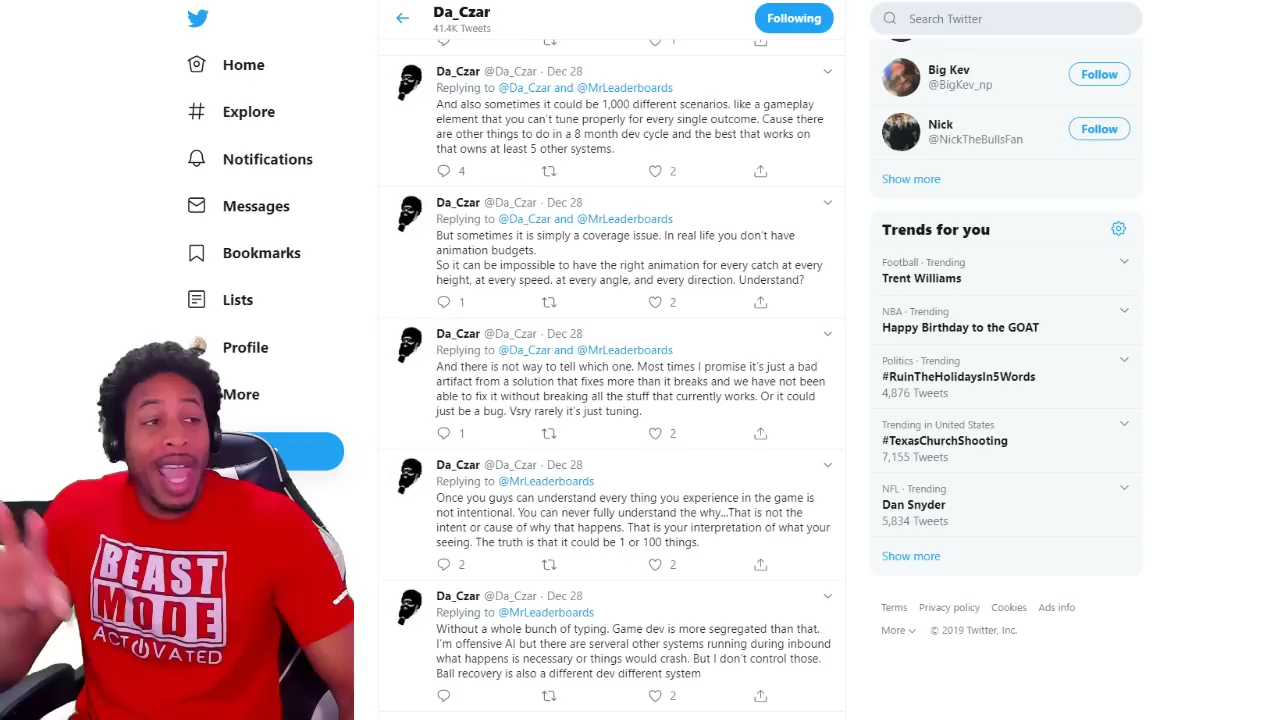 Home
Explore
Notifications
Messages
Bookmarks
Lists
Profile
More
BEAST
MODE
ACTIVATED
Da_Czar
41.4K Tweets
Following
1
Da_Czar @Da_Czar · Dec 28
Replying to @Da_Czar and @MrLeaderboards
And also sometimes it could be 1,000 different scenarios. like a gameplay
element that you can't tune properly for every single outcome. Cause there
are other things to do in a 8 month dev cycle and the best that works on
that owns at least 5 other systems.
4 2
Da_Czar @Da_Czar · Dec 28
Replying to @Da_Czar and @MrLeaderboards
But sometimes it is simply a coverage issue. In real life you don't have
animation budgets.
So it can be impossible to have the right animation for every catch at every
height, at every speed. at every angle, and every direction. Understand?
1 2
Da_Czar @Da_Czar · Dec 28
Replying to @Da_Czar and @MrLeaderboards
And there is not way to tell which one. Most times I promise it's just a bad
artifact from a solution that fixes more than it breaks and we have not been
able to fix it without breaking all the stuff that currently works. Or it could
just be a bug. Vsry rarely it's just tuning.
1 2
Da_Czar @Da_Czar · Dec 28
Replying to @MrLeaderboards
Once you guys can understand every thing you experience in the game is
not intentional. You can never fully understand the why...That is not the
intent or cause of why that happens. That is your interpretation of what your
seeing. The truth is that it could be 1 or 100 things.
2 2
Da_Czar @Da_Czar · Dec 28
Replying to @MrLeaderboards
Without a whole bunch of typing. Game dev is more segregated than that.
I'm offensive AI but there are serveral other systems running during inbound
what happens is necessary or things would crash. But I don't control those.
Ball recovery is also a different dev different system
2
Search Twitter
Big Kev
@BigKev_np
Follow
Nick
@NickTheBullsFan
Follow
Show more
Trends for you
Football · Trending
Trent Williams
NBA · Trending
Happy Birthday to the GOAT
Politics · Trending
#RuinTheHolidaysIn5Words
4,876 Tweets
Trending in United States
#TexasChurchShooting
7,155 Tweets
NFL · Trending
Dan Snyder
5,834 Tweets
Show more
Terms Privacy policy Cookies Ads info
More © 2019 Twitter, Inc.